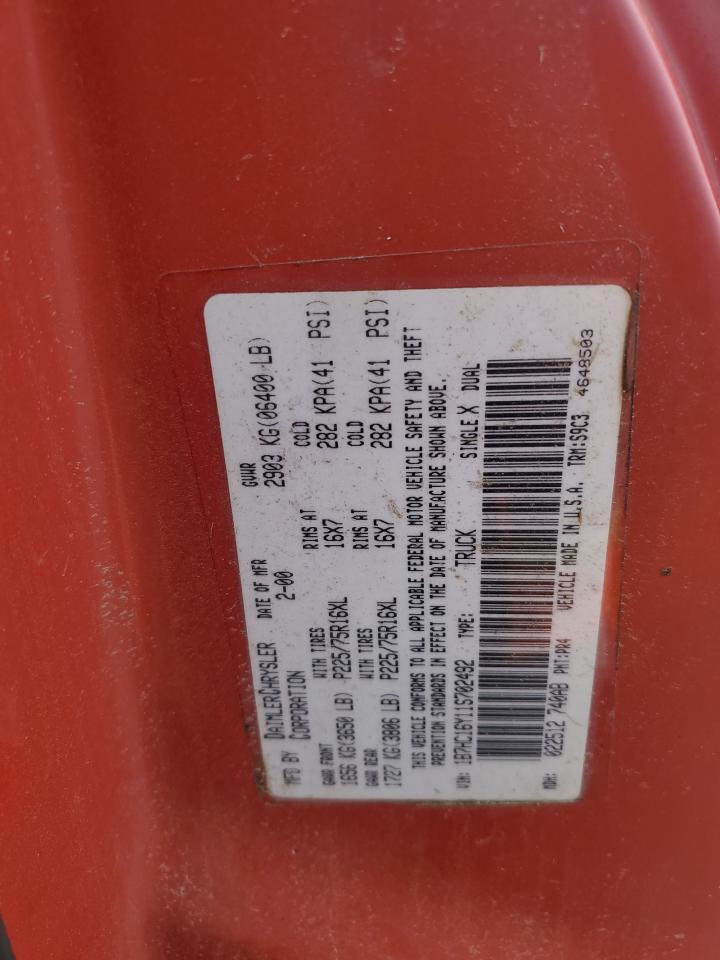 MFD BY DAIMLERCHRYSLER CORPORATION DATE OF MFR 2-00 GVWR 2903 KG(06400 LB)
GAWR FRONT 1656 KG(3650 LB) WITH TIRES P225/75R16XL RIMS AT 16X7 COLD 282 KPA(41 PSI)
GAWR REAR 1727 KG(3806 LB) WITH TIRES P225/75R16XL RIMS AT 16X7 COLD 282 KPA(41 PSI)
THIS VEHICLE CONFORMS TO ALL APPLICABLE FEDERAL MOTOR VEHICLE SAFETY AND THEFT
PREVENTION STANDARDS IN EFFECT ON THE DATE OF MANUFACTURE SHOWN ABOVE.
VIN: 1B7HC16Y11S702492 TYPE: TRUCK SINGLE X DUAL
MDH: 022512 740AB PNT:PR4 VEHICLE MADE IN U.S.A. TRM:S9C3 4648503